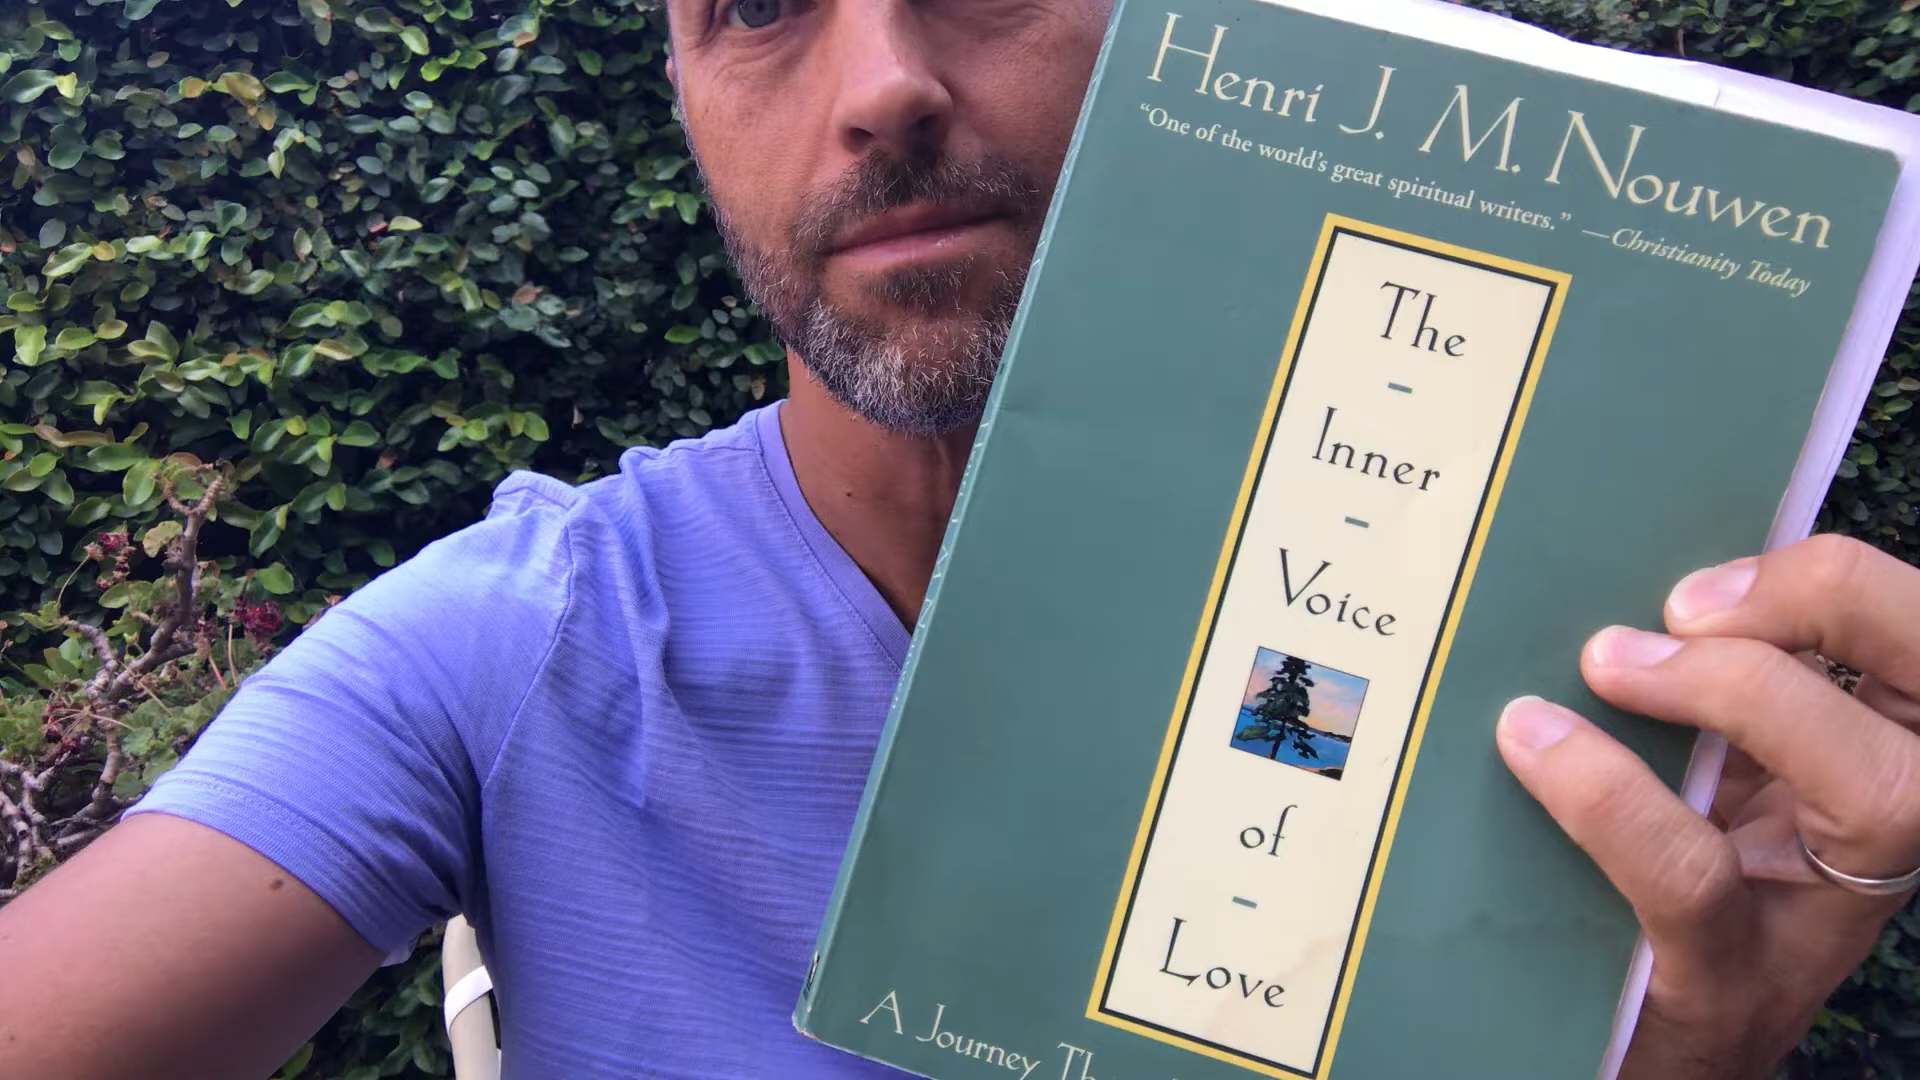 Henri J. M. Nouwen
“One of the world’s great spiritual writers.” —Christianity Today
The
Inner
Voice
of
Love
A Journey